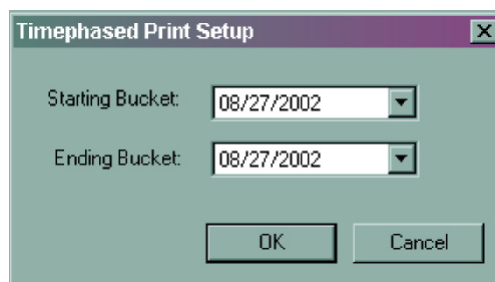 Timephased Print Setup
Starting Bucket: 08/27/2002
Ending Bucket: 08/27/2002
OK Cancel